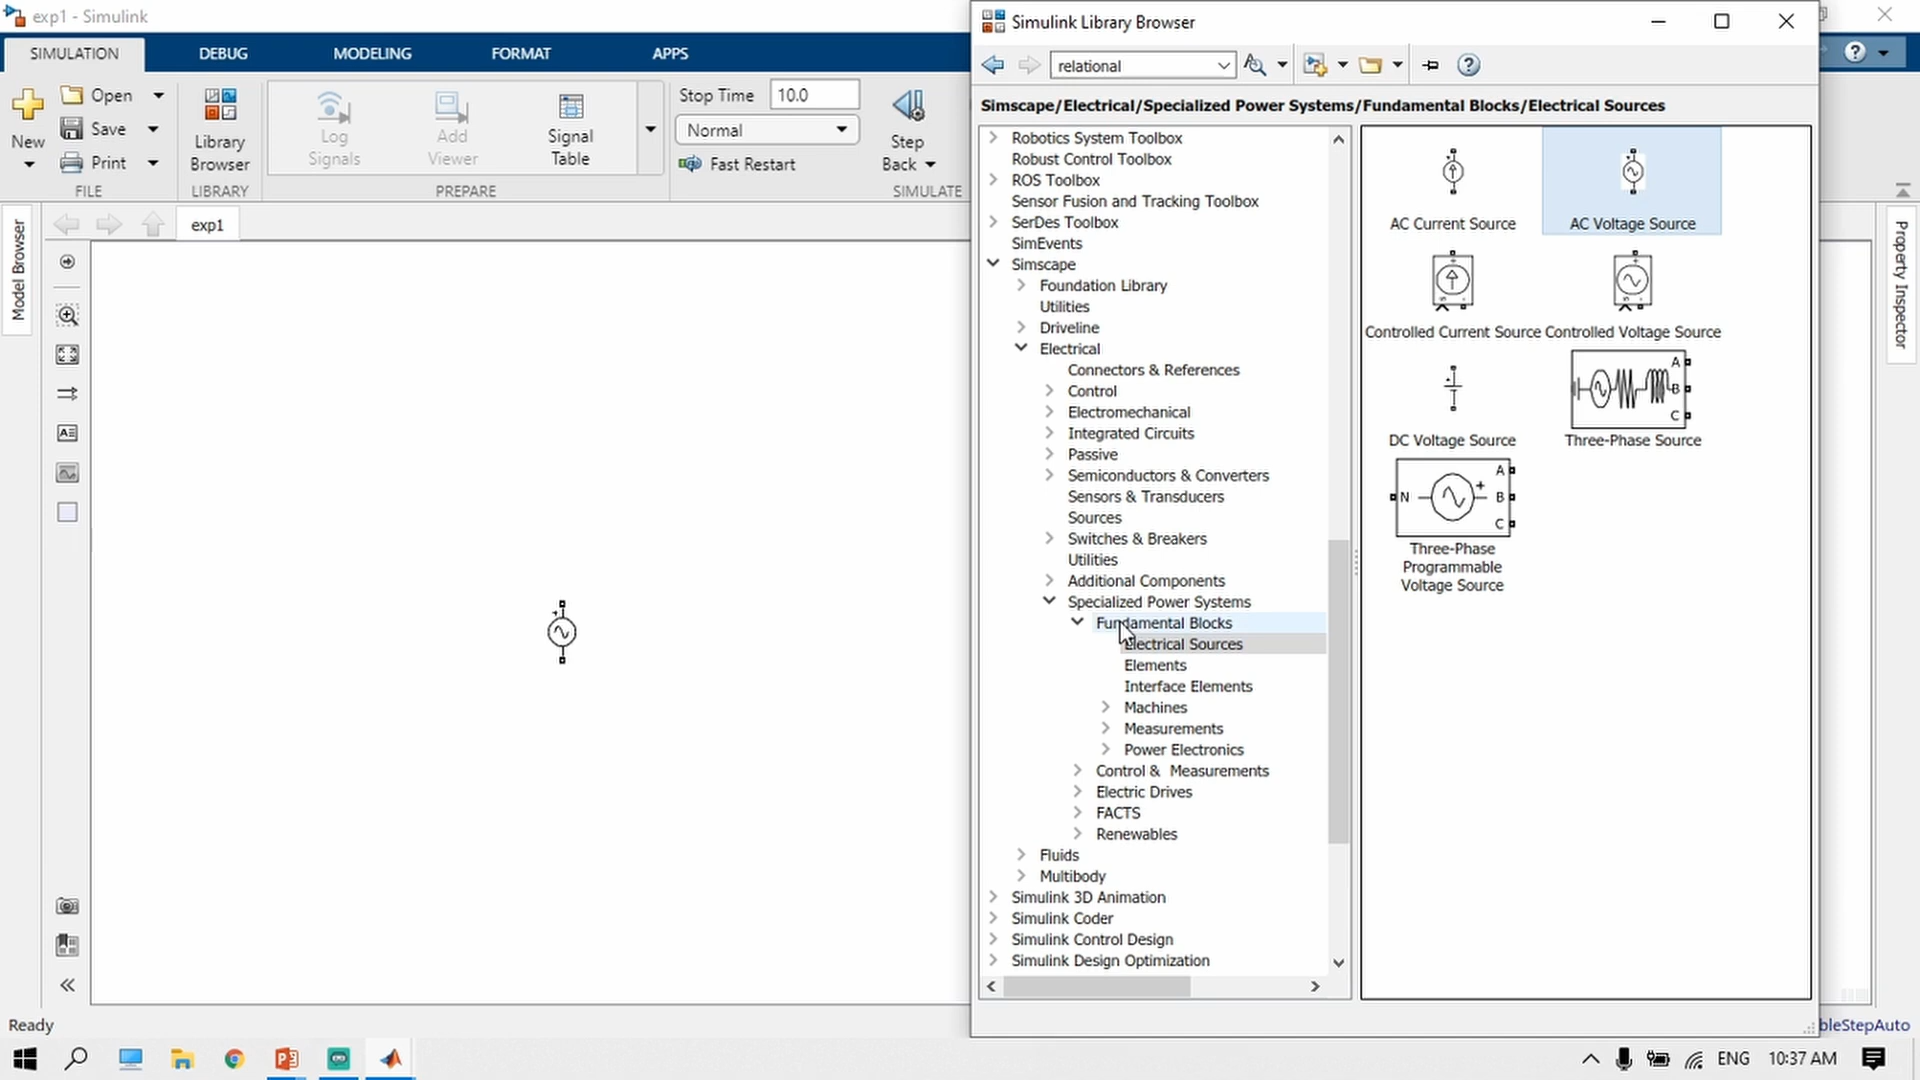 exp1 - Simulink
SIMULATION
DEBUG
MODELING
FORMAT
APPS
New
Open
Save
Print
FILE
Library
Browser
LIBRARY
Log
Signals
Add
Viewer
Signal
Table
PREPARE
Stop Time
10.0
Normal
Fast Restart
Step
Back
SIMULATE
Model Browser
exp1
Property Inspector
Simulink Library Browser
relational
Simscape/Electrical/Specialized Power Systems/Fundamental Blocks/Electrical Sources
Robotics System Toolbox
Robust Control Toolbox
ROS Toolbox
Sensor Fusion and Tracking Toolbox
SerDes Toolbox
SimEvents
Simscape
Foundation Library
Utilities
Driveline
Electrical
Connectors & References
Control
Electromechanical
Integrated Circuits
Passive
Semiconductors & Converters
Sensors & Transducers
Sources
Switches & Breakers
Utilities
Additional Components
Specialized Power Systems
Fundamental Blocks
Electrical Sources
Elements
Interface Elements
Machines
Measurements
Power Electronics
Control & Measurements
Electric Drives
FACTS
Renewables
Fluids
Multibody
Simulink 3D Animation
Simulink Coder
Simulink Control Design
Simulink Design Optimization
AC Current Source
AC Voltage Source
Controlled Current Source
Controlled Voltage Source
DC Voltage Source
A
B
C
Three-Phase Source
N
A
B
C
Three-Phase
Programmable
Voltage Source
Ready
bleStepAuto
ENG
10:37 AM